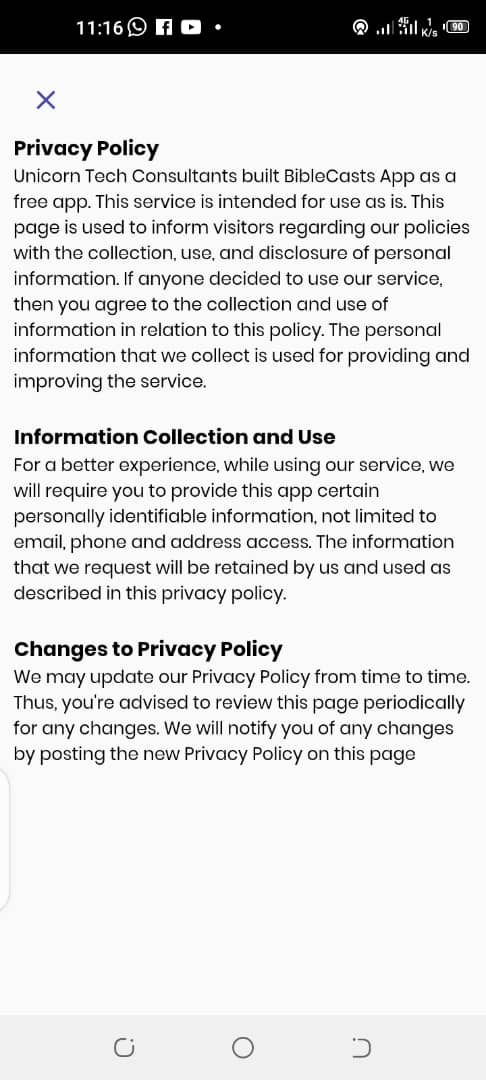 11:16
4G
1
K/s
90
Privacy Policy
Unicorn Tech Consultants built BibleCasts App as a
free app. This service is intended for use as is. This
page is used to inform visitors regarding our policies
with the collection, use, and disclosure of personal
information. If anyone decided to use our service,
then you agree to the collection and use of
information in relation to this policy. The personal
information that we collect is used for providing and
improving the service.
Information Collection and Use
For a better experience, while using our service, we
will require you to provide this app certain
personally identifiable information, not limited to
email, phone and address access. The information
that we request will be retained by us and used as
described in this privacy policy.
Changes to Privacy Policy
We may update our Privacy Policy from time to time.
Thus, you're advised to review this page periodically
for any changes. We will notify you of any changes
by posting the new Privacy Policy on this page